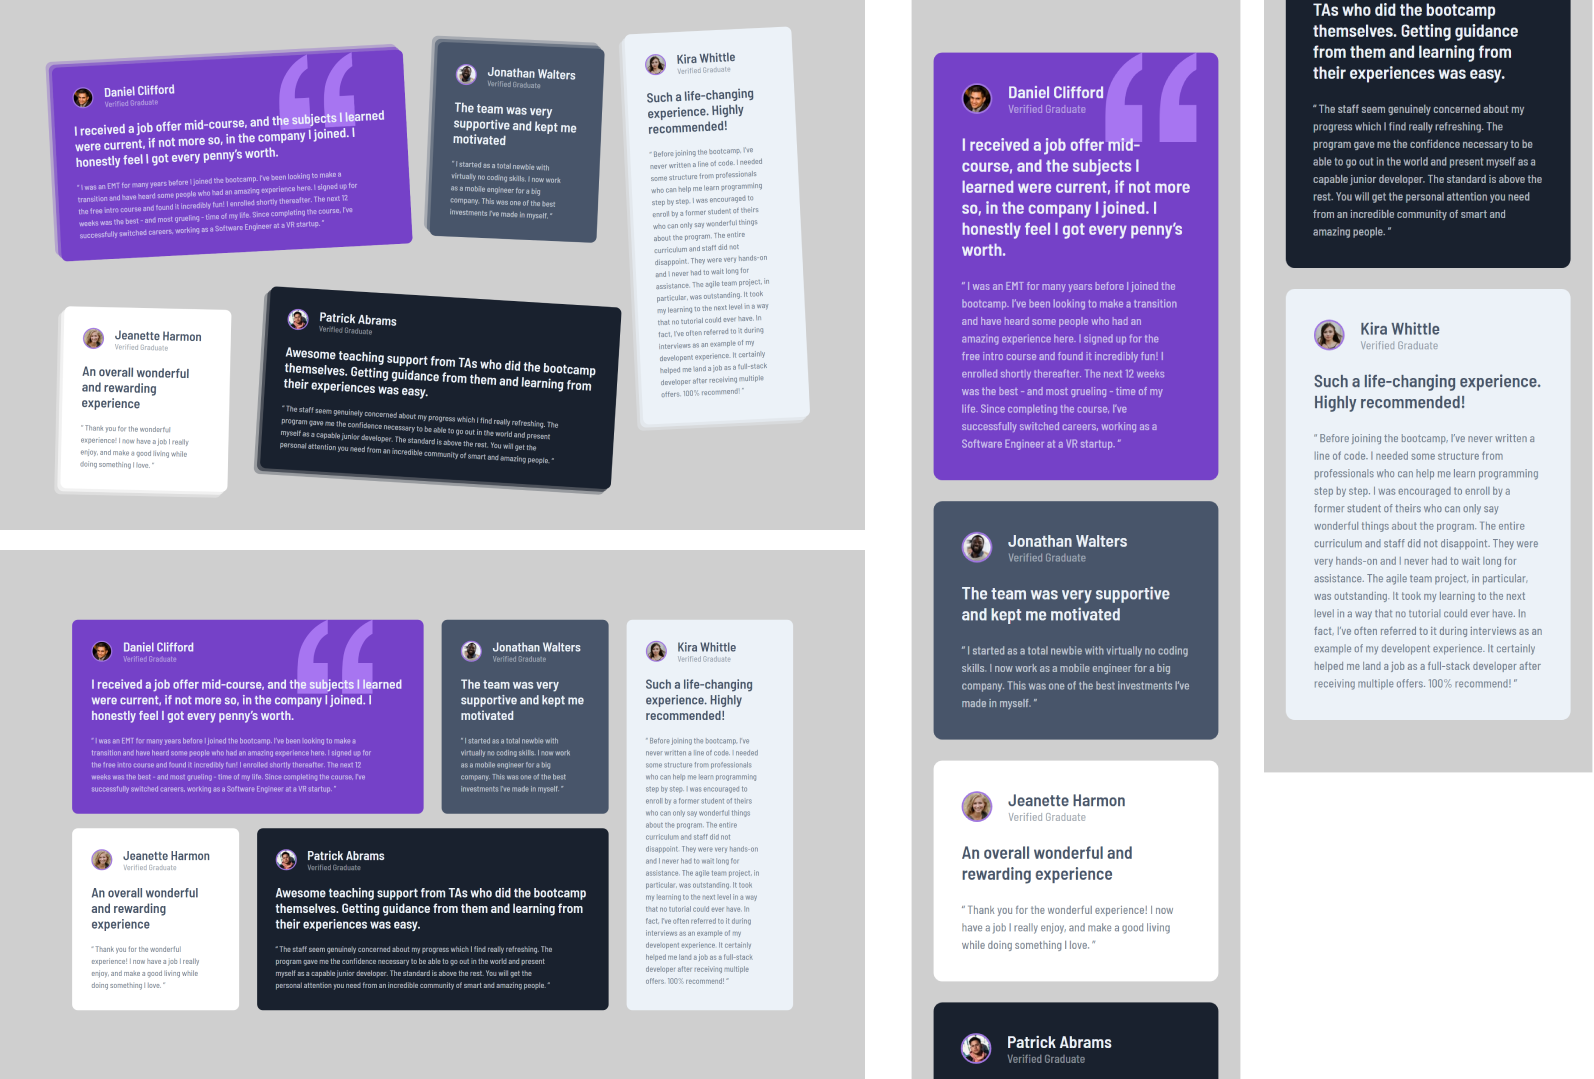 Daniel Clifford
Verified Graduate
I received a job offer mid-course, and the subjects I learned
were current, if not more so, in the company I joined. I
honestly feel I got every penny’s worth.
“ I was an EMT for many years before I joined the bootcamp. I’ve been looking to make a
transition and have heard some people who had an amazing experience here. I signed up for
the free intro course and found it incredibly fun! I enrolled shortly thereafter. The next 12
weeks was the best - and most grueling - time of my life. Since completing the course, I’ve
successfully switched careers, working as a Software Engineer at a VR startup. ”
Jonathan Walters
Verified Graduate
The team was very
supportive and kept me
motivated
“ I started as a total newbie with
virtually no coding skills. I now work
as a mobile engineer for a big
company. This was one of the best
investments I’ve made in myself. ”
Kira Whittle
Verified Graduate
Such a life-changing
experience. Highly
recommended!
“ Before joining the bootcamp, I’ve
never written a line of code. I needed
some structure from professionals
who can help me learn programming
step by step. I was encouraged to
enroll by a former student of theirs
who can only say wonderful things
about the program. The entire
curriculum and staff did not
disappoint. They were very hands-on
and I never had to wait long for
assistance. The agile team project, in
particular, was outstanding. It took
my learning to the next level in a way
that no tutorial could ever have. In
fact, I’ve often referred to it during
interviews as an example of my
developent experience. It certainly
helped me land a job as a full-stack
developer after receiving multiple
offers. 100% recommend! ”
Jeanette Harmon
Verified Graduate
An overall wonderful
and rewarding
experience
“ Thank you for the wonderful
experience! I now have a job I really
enjoy, and make a good living while
doing something I love. ”
Patrick Abrams
Verified Graduate
Awesome teaching support from TAs who did the bootcamp
themselves. Getting guidance from them and learning from
their experiences was easy.
“ The staff seem genuinely concerned about my progress which I find really refreshing. The
program gave me the confidence necessary to be able to go out in the world and present
myself as a capable junior developer. The standard is above the rest. You will get the
personal attention you need from an incredible community of smart and amazing people. ”
Daniel Clifford
Verified Graduate
I received a job offer mid-course, and the subjects I learned
were current, if not more so, in the company I joined. I
honestly feel I got every penny’s worth.
“ I was an EMT for many years before I joined the bootcamp. I’ve been looking to make a
transition and have heard some people who had an amazing experience here. I signed up for
the free intro course and found it incredibly fun! I enrolled shortly thereafter. The next 12
weeks was the best - and most grueling - time of my life. Since completing the course, I’ve
successfully switched careers, working as a Software Engineer at a VR startup. ”
Jonathan Walters
Verified Graduate
The team was very
supportive and kept me
motivated
“ I started as a total newbie with
virtually no coding skills. I now work
as a mobile engineer for a big
company. This was one of the best
investments I’ve made in myself. ”
Kira Whittle
Verified Graduate
Such a life-changing
experience. Highly
recommended!
“ Before joining the bootcamp, I’ve
never written a line of code. I needed
some structure from professionals
who can help me learn programming
step by step. I was encouraged to
enroll by a former student of theirs
who can only say wonderful things
about the program. The entire
curriculum and staff did not
disappoint. They were very hands-on
and I never had to wait long for
assistance. The agile team project, in
particular, was outstanding. It took
my learning to the next level in a way
that no tutorial could ever have. In
fact, I’ve often referred to it during
interviews as an example of my
developent experience. It certainly
helped me land a job as a full-stack
developer after receiving multiple
offers. 100% recommend! ”
Jeanette Harmon
Verified Graduate
An overall wonderful
and rewarding
experience
“ Thank you for the wonderful
experience! I now have a job I really
enjoy, and make a good living while
doing something I love. ”
Patrick Abrams
Verified Graduate
Awesome teaching support from TAs who did the bootcamp
themselves. Getting guidance from them and learning from
their experiences was easy.
“ The staff seem genuinely concerned about my progress which I find really refreshing. The
program gave me the confidence necessary to be able to go out in the world and present
myself as a capable junior developer. The standard is above the rest. You will get the
personal attention you need from an incredible community of smart and amazing people. ”
Daniel Clifford
Verified Graduate
I received a job offer mid-
course, and the subjects I
learned were current, if not more
so, in the company I joined. I
honestly feel I got every penny’s
worth.
“ I was an EMT for many years before I joined the
bootcamp. I’ve been looking to make a transition
and have heard some people who had an
amazing experience here. I signed up for the
free intro course and found it incredibly fun! I
enrolled shortly thereafter. The next 12 weeks
was the best - and most grueling - time of my
life. Since completing the course, I’ve
successfully switched careers, working as a
Software Engineer at a VR startup. ”
Jonathan Walters
Verified Graduate
The team was very supportive
and kept me motivated
“ I started as a total newbie with virtually no coding
skills. I now work as a mobile engineer for a big
company. This was one of the best investments I’ve
made in myself. ”
Jeanette Harmon
Verified Graduate
An overall wonderful and
rewarding experience
“ Thank you for the wonderful experience! I now
have a job I really enjoy, and make a good living
while doing something I love. ”
Patrick Abrams
Verified Graduate
TAs who did the bootcamp
themselves. Getting guidance
from them and learning from
their experiences was easy.
“ The staff seem genuinely concerned about my
progress which I find really refreshing. The
program gave me the confidence necessary to be
able to go out in the world and present myself as a
capable junior developer. The standard is above the
rest. You will get the personal attention you need
from an incredible community of smart and
amazing people. ”
Kira Whittle
Verified Graduate
Such a life-changing experience.
Highly recommended!
“ Before joining the bootcamp, I’ve never written a
line of code. I needed some structure from
professionals who can help me learn programming
step by step. I was encouraged to enroll by a
former student of theirs who can only say
wonderful things about the program. The entire
curriculum and staff did not disappoint. They were
very hands-on and I never had to wait long for
assistance. The agile team project, in particular,
was outstanding. It took my learning to the next
level in a way that no tutorial could ever have. In
fact, I’ve often referred to it during interviews as an
example of my developent experience. It certainly
helped me land a job as a full-stack developer after
receiving multiple offers. 100% recommend! ”